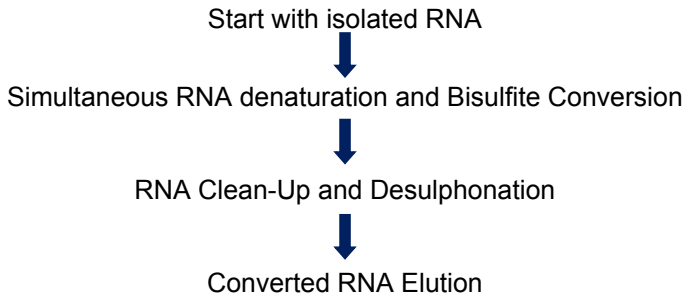 Start with isolated RNA
Simultaneous RNA denaturation and Bisulfite Conversion
RNA Clean-Up and Desulphonation
Converted RNA Elution